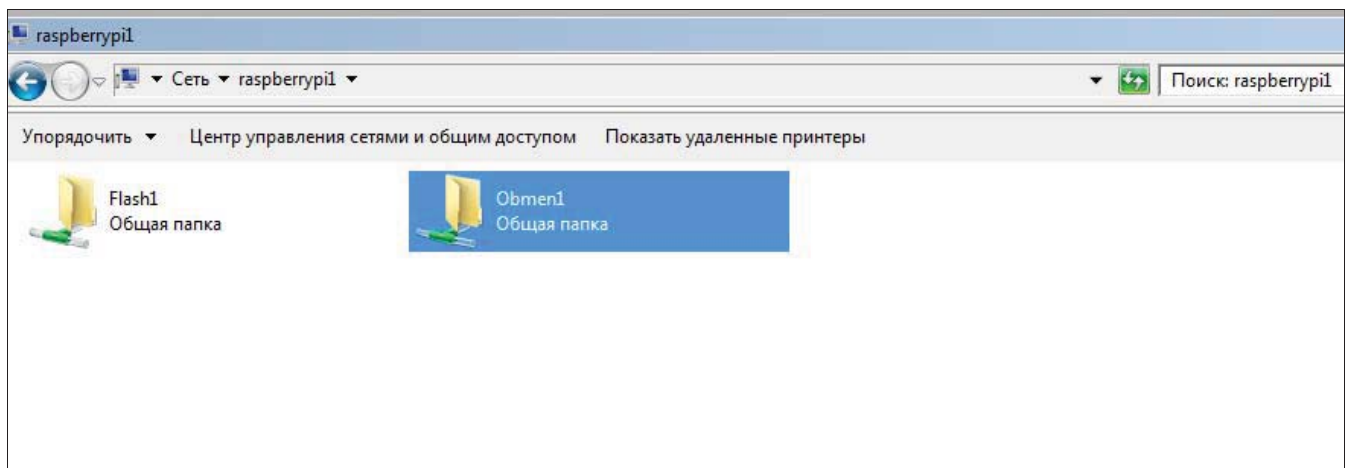 raspberrypi1
Сеть raspberrypi1
Поиск: raspberrypi1
Упорядочить Центр управления сетями и общим доступом Показать удаленные принтеры
Flash1
Общая папка
Obmen1
Общая папка